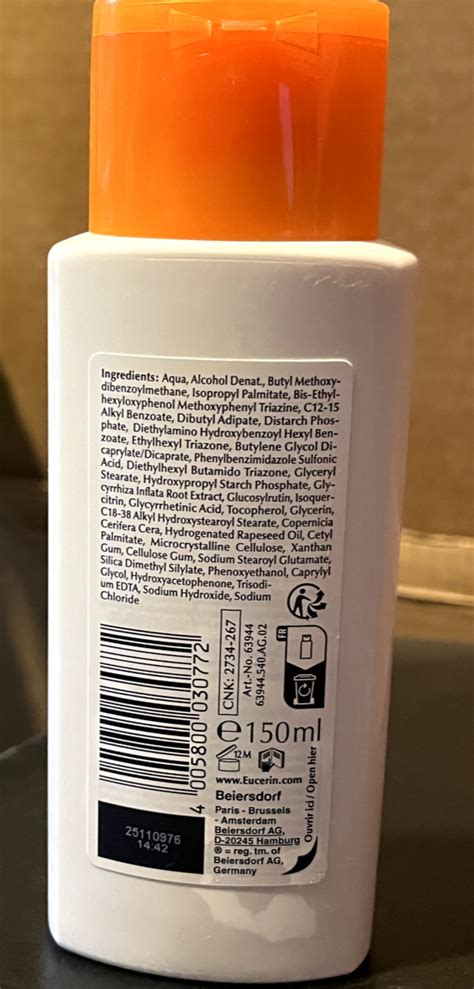 Ingredients: Aqua, Alcohol Denat., Butyl Methoxy-
dibenzoylmethane, Isopropyl Palmitate, Bis-Ethyl-
hexyloxyphenol Methoxyphenyl Triazine, C12-15
Alkyl Benzoate, Dibutyl Adipate, Distarch Phos-
phate, Diethylamino Hydroxybenzoyl Hexyl Ben-
zoate, Ethylhexyl Triazone, Butylene Glycol Di-
caprylate/Dicaprate, Phenylbenzimidazole Sulfonic
Acid, Diethylhexyl Butamido Triazone, Glyceryl
Stearate, Hydroxypropyl Starch Phosphate, Gly-
cyrrhiza Inflata Root Extract, Glucosylrutin, Isoquer-
citrin, Glycyrrhetinic Acid, Tocopherol, Glycerin,
C18-38 Alkyl Hydroxystearoyl Stearate, Copernicia
Cerifera Cera, Hydrogenated Rapeseed Oil, Cetyl
Palmitate, Microcrystalline Cellulose, Xanthan
Gum, Cellulose Gum, Sodium Stearoyl Glutamate,
Silica Dimethyl Silylate, Phenoxyethanol, Caprylyl
Glycol, Hydroxyacetophenone, Trisodi-
um EDTA, Sodium Hydroxide, Sodium
Chloride
4 005800 030772
CNK: 2734-267
Art.-No. 63944
63944.540.AG.02
FR
e 150ml
12M
www.Eucerin.com
Beiersdorf
Paris - Brussels
- Amsterdam
Beiersdorf AG,
D-20245 Hamburg
® = reg. tm. of
Beiersdorf AG,
Germany
Ouvrir ici / Open hier
25110976
14:42